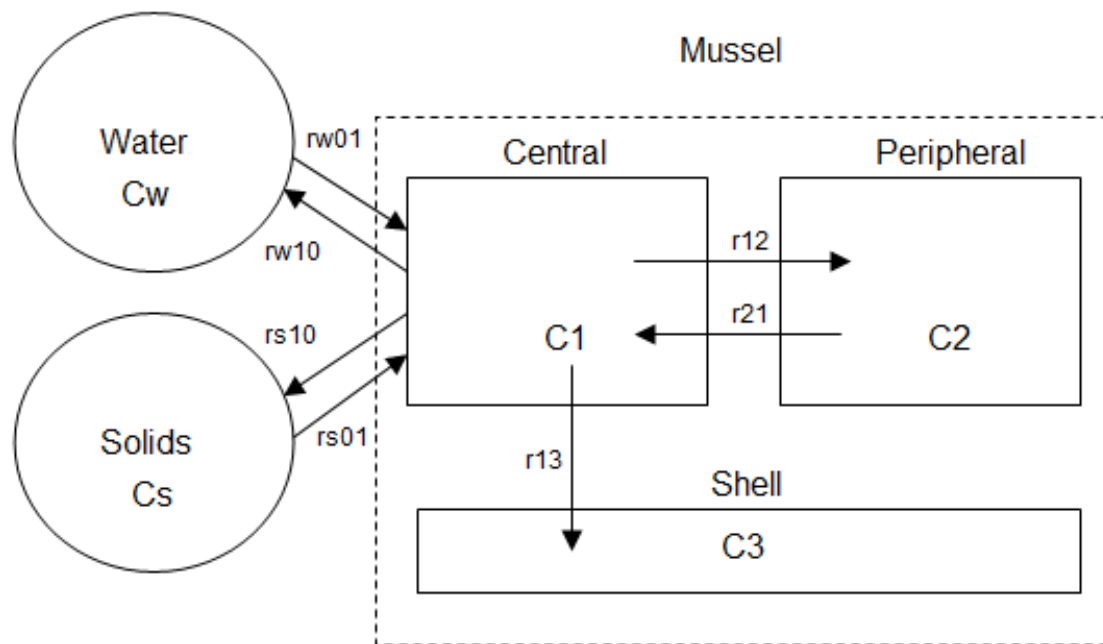 Mussel
Water
Cw
rw01
rw10
Central
Peripheral
r12
r21
C1
C2
rs10
rs01
Solids
Cs
r13
Shell
C3